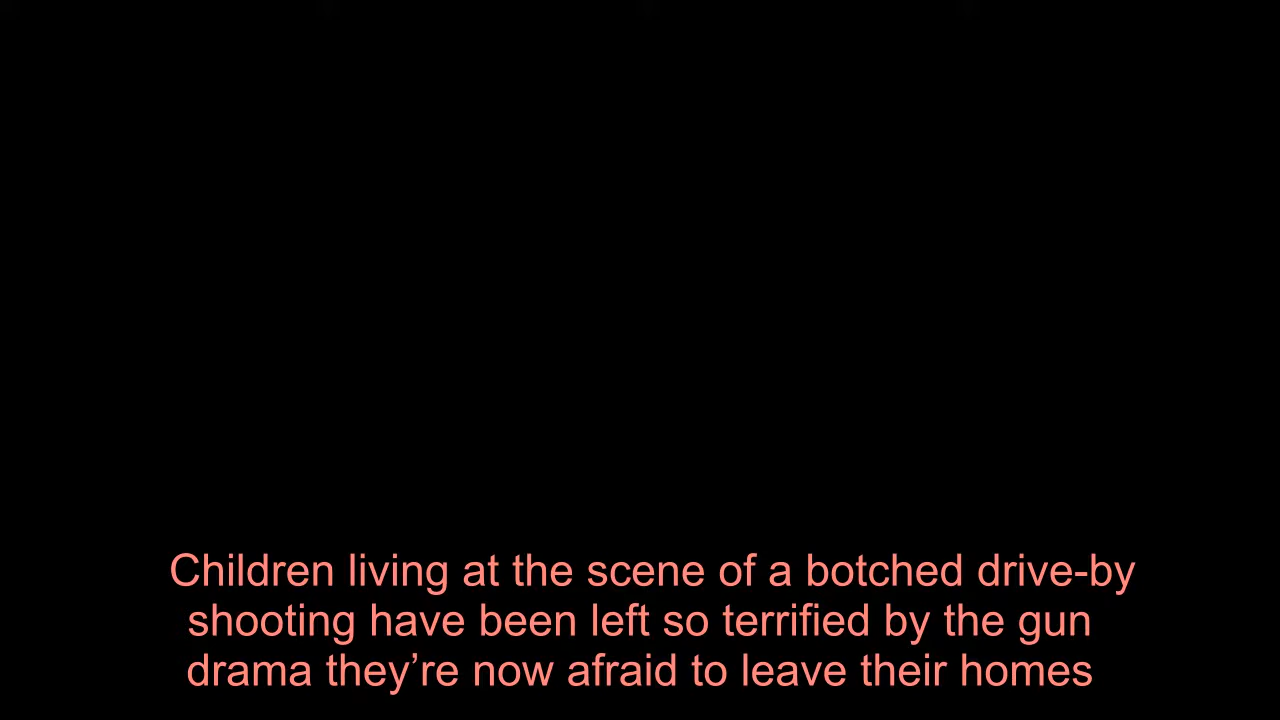 Children living at the scene of a botched drive-by
shooting have been left so terrified by the gun
drama they’re now afraid to leave their homes